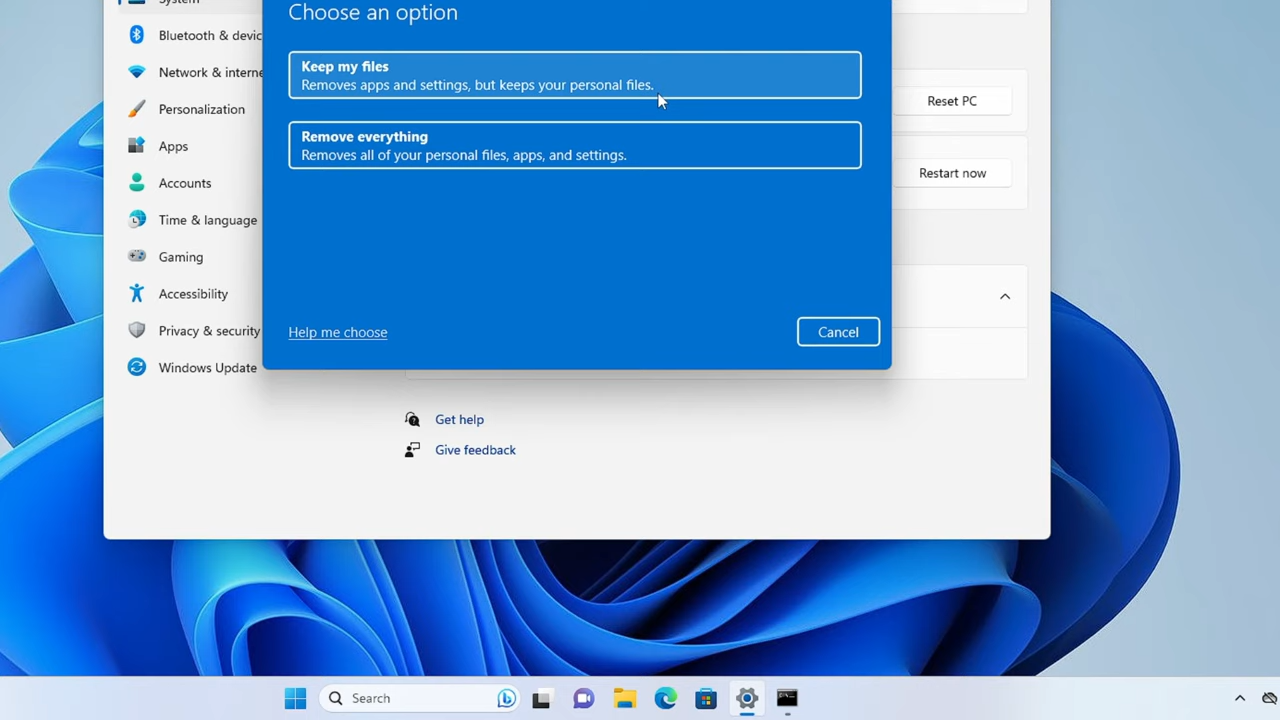 System
Choose an option
Bluetooth & devic
Keep my files
Removes apps and settings, but keeps your personal files.
Network & interne
Reset PC
Personalization
Remove everything
Removes all of your personal files, apps, and settings.
Apps
Restart now
Accounts
Time & language
Gaming
Accessibility
Privacy & security
Help me choose
Cancel
Windows Update
Get help
Give feedback
Search